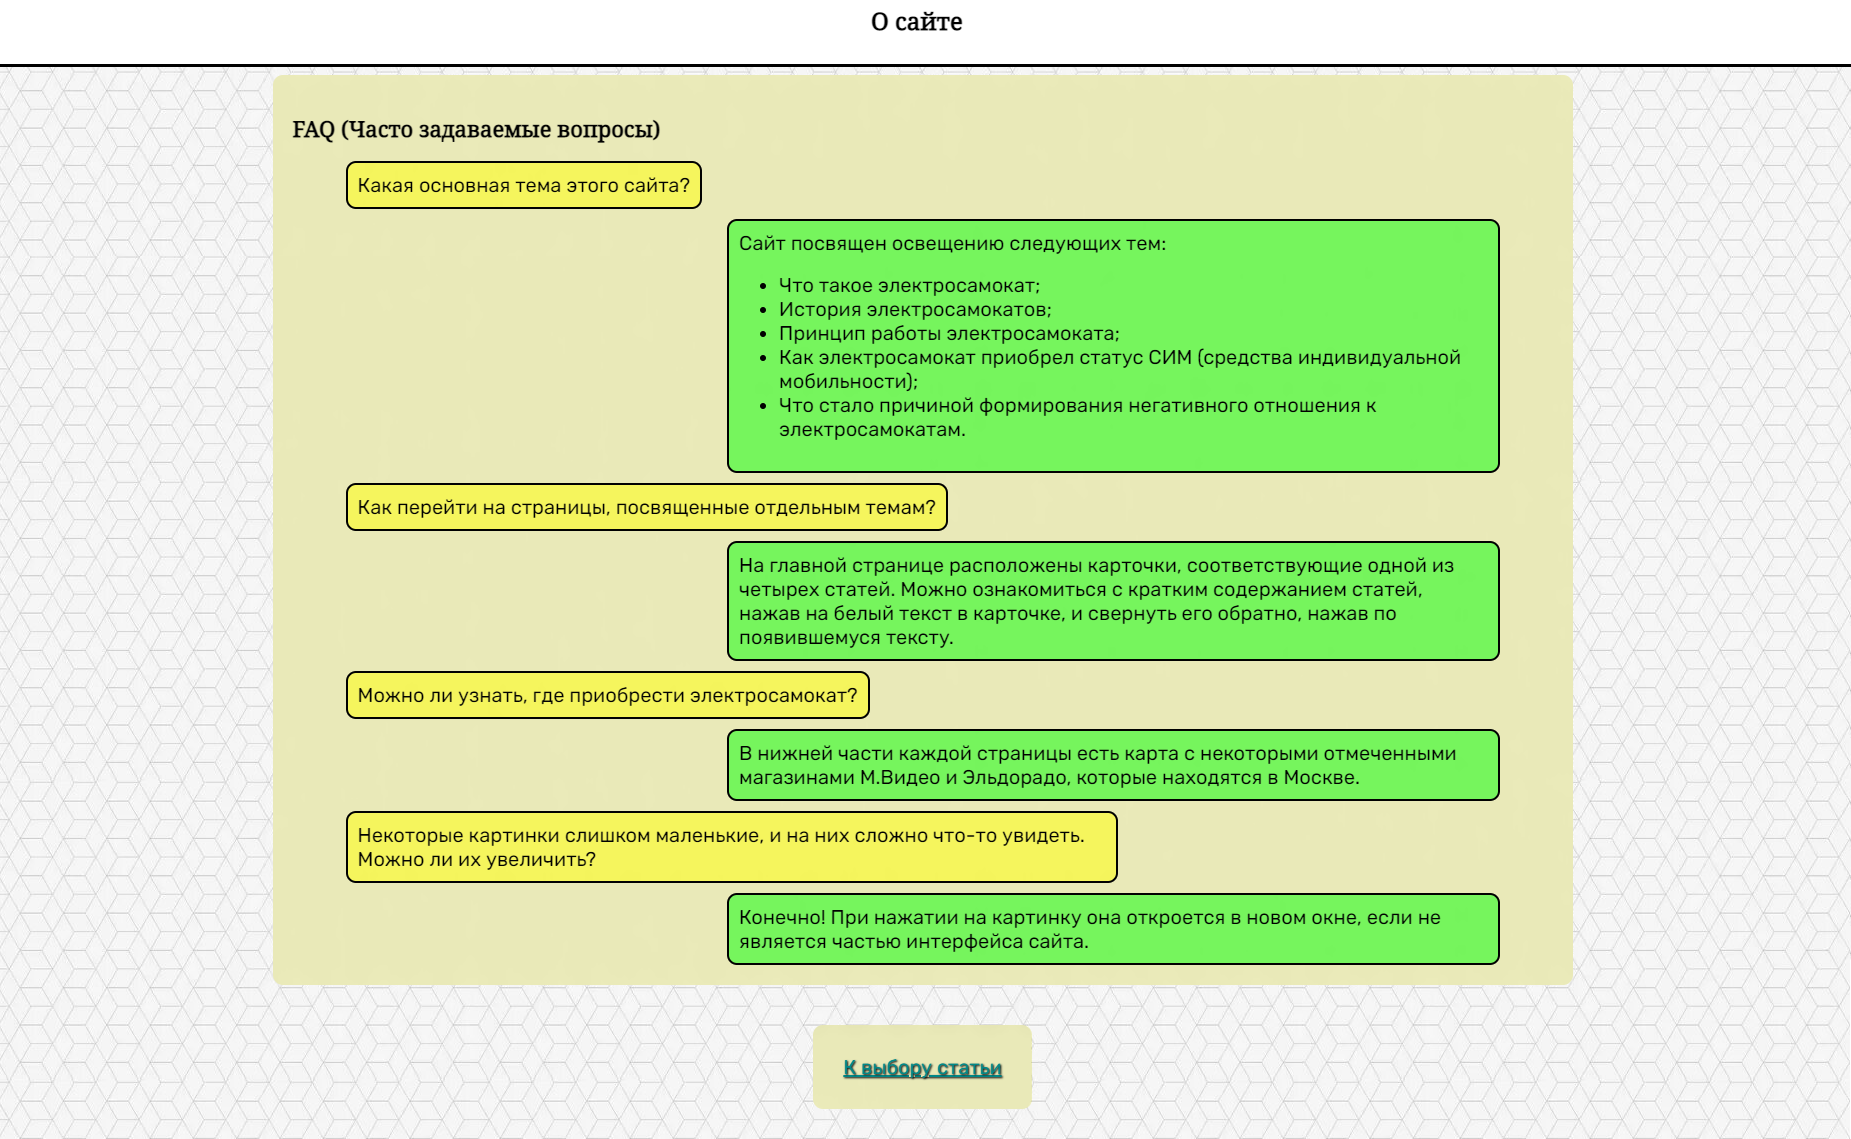 О сайте
FAQ (Часто задаваемые вопросы)
Какая основная тема этого сайта?
Сайт посвящен освещению следующих тем:
• Что такое электросамокат;
• История электросамокатов;
• Принцип работы электросамоката;
• Как электросамокат приобрел статус СИМ (средства индивидуальной
мобильности);
• Что стало причиной формирования негативного отношения к
электросамокатам.
Как перейти на страницы, посвященные отдельным темам?
На главной странице расположены карточки, соответствующие одной из
четырех статей. Можно ознакомиться с кратким содержанием статей,
нажав на белый текст в карточке, и свернуть его обратно, нажав по
появившемуся тексту.
Можно ли узнать, где приобрести электросамокат?
В нижней части каждой страницы есть карта с некоторыми отмеченными
магазинами М.Видео и Эльдорадо, которые находятся в Москве.
Некоторые картинки слишком маленькие, и на них сложно что-то увидеть.
Можно ли их увеличить?
Конечно! При нажатии на картинку она откроется в новом окне, если не
является частью интерфейса сайта.
К выбору статьи